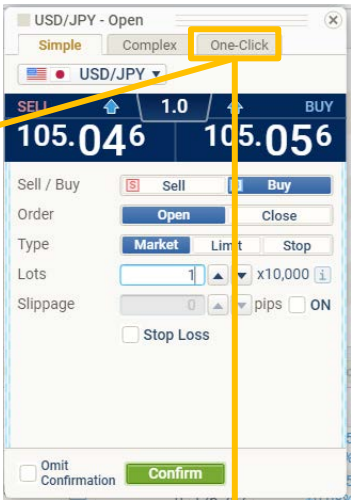 USD/JPY - Open
Simple Complex One-Click
USD/JPY
SELL 1.0 BUY
105.046 105.056
Sell / Buy S Sell Buy
Order Open Close
Type Market Limit Stop
Lots 1 x10,000 i
Slippage 0 pips ON
Stop Loss
Omit
Confirmation Confirm